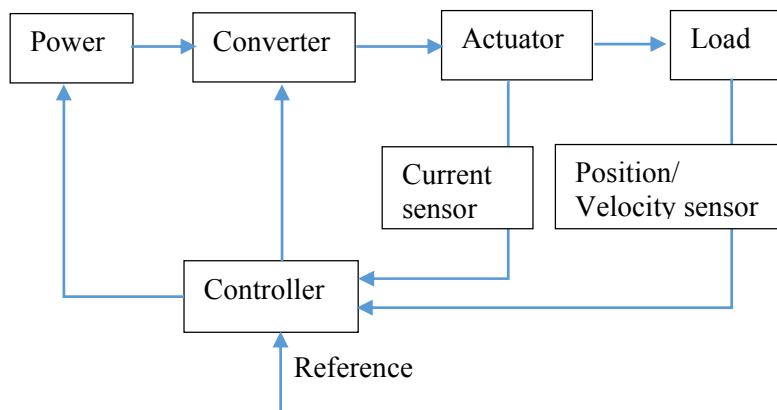 Power
Converter
Actuator
Load
Current
sensor
Position/
Velocity sensor
Controller
Reference